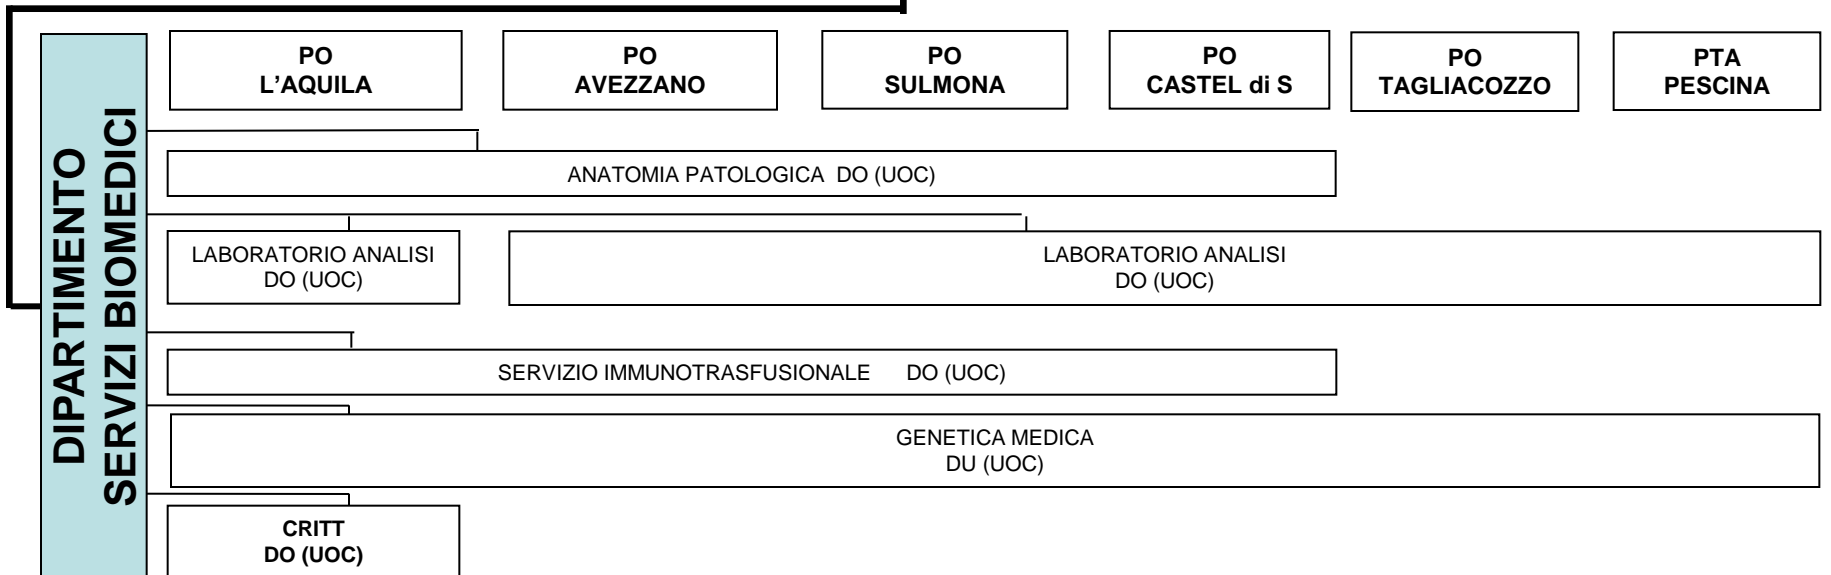 DIPARTIMENTO
SERVIZI BIOMEDICI
PO
L'AQUILA
PO
AVEZZANO
PO
SULMONA
PO
CASTEL di S
PO
TAGLIACOZZO
PTA
PESCINA
ANATOMIA PATOLOGICA DO (UOC)
LABORATORIO ANALISI
DO (UOC)
LABORATORIO ANALISI
DO (UOC)
SERVIZIO IMMUNOTRASFUSIONALE DO (UOC)
GENETICA MEDICA
DU (UOC)
CRITT
DO (UOC)